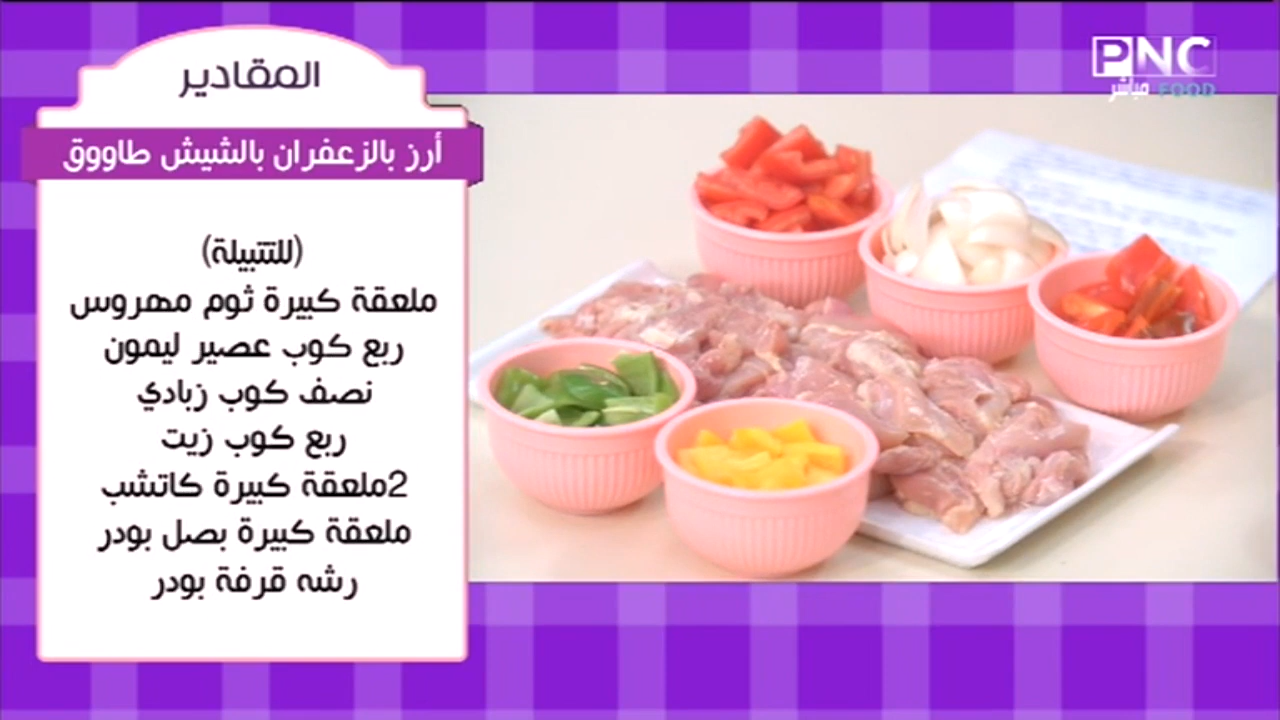 المقادير
أرز بالزعفران بالشيش طاووق
(للتتبيلة)
ملعقة كبيرة ثوم مهروس
ربع كوب عصير ليمون
نصف كوب زبادي
ربع كوب زيت
2ملعقة كبيرة كاتشب
ملعقة كبيرة بصل بودر
رشه قرفة بودر
PNC
FOOD مباشر